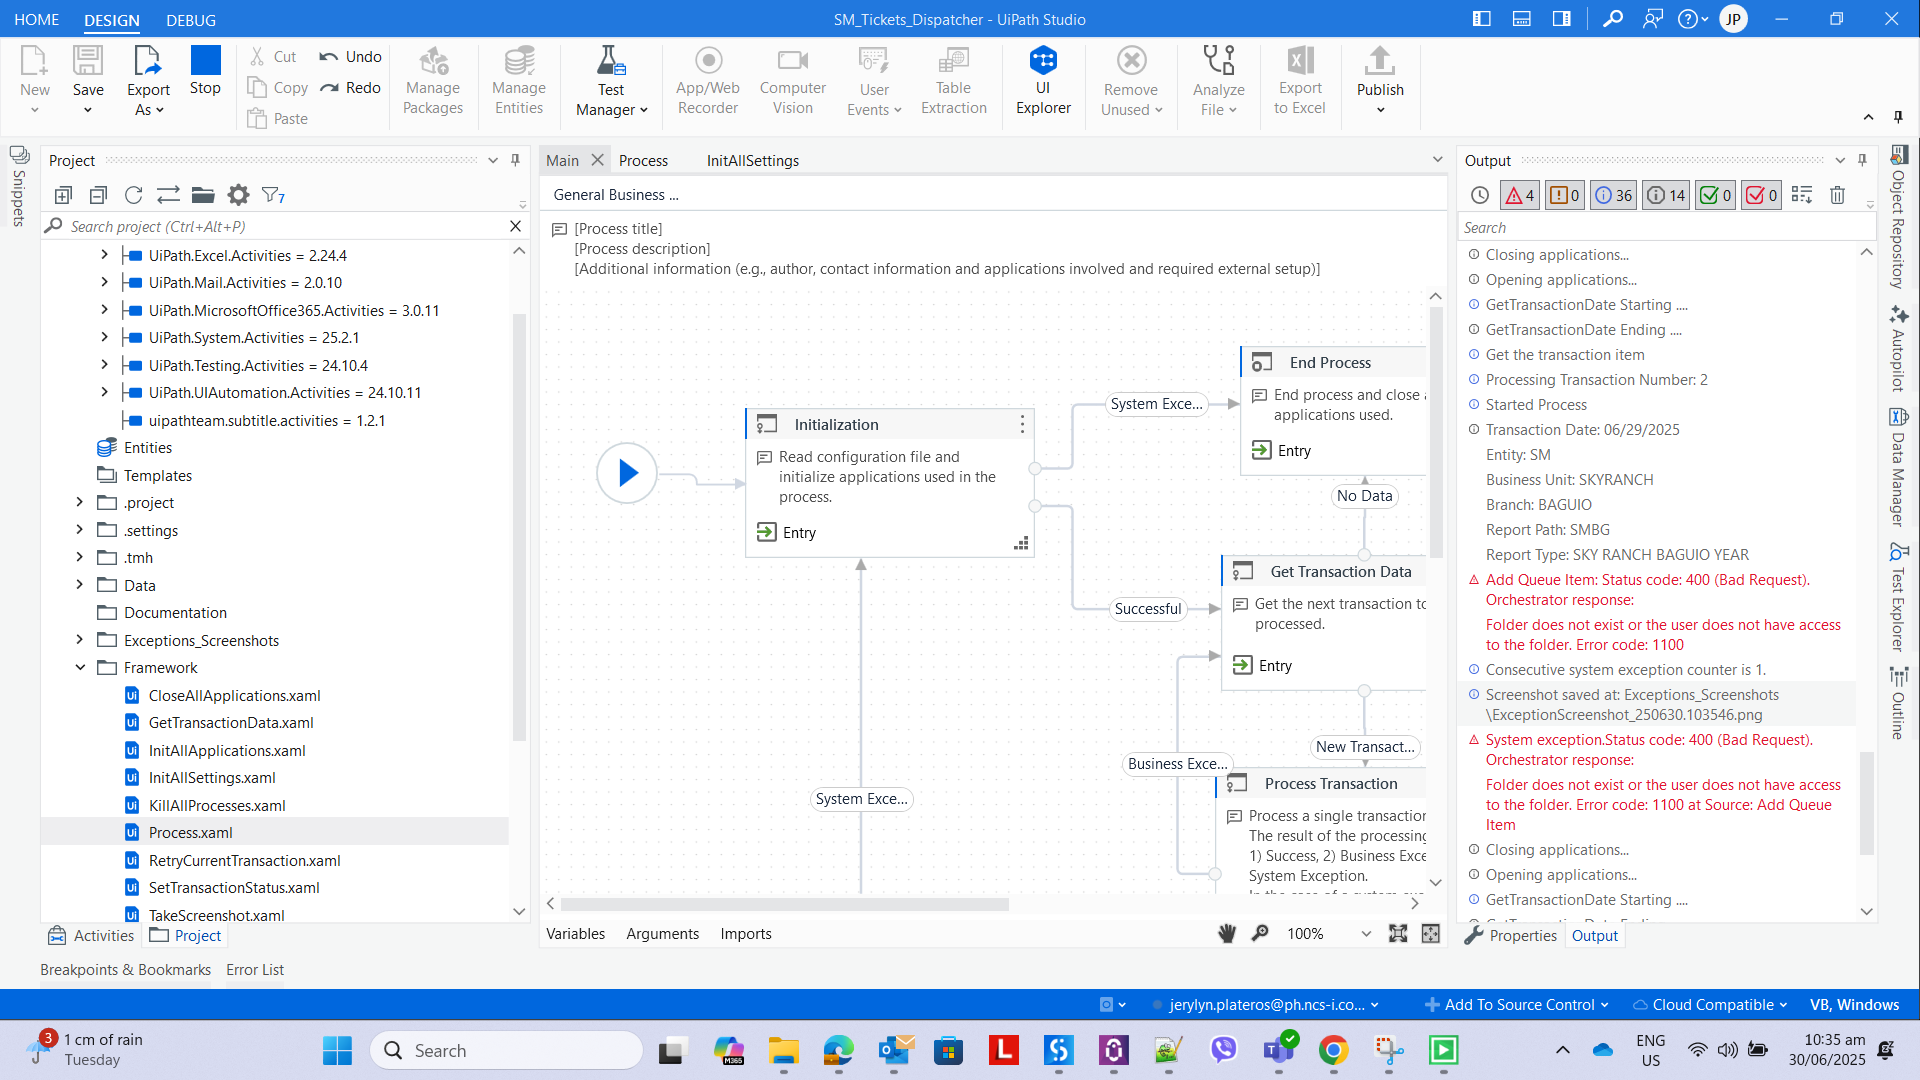 HOME
DESIGN
DEBUG
SM_Tickets_Dispatcher - UiPath Studio
JP
New
Save
Export As
Stop
Cut
Copy
Paste
Undo
Redo
Manage Packages
Manage Entities
Test Manager
App/Web Recorder
Computer Vision
User Events
Table Extraction
UI Explorer
Remove Unused
Analyze File
Export to Excel
Publish
Snippets
Project
7
Search project (Ctrl+Alt+P)
UiPath.Excel.Activities = 2.24.4
UiPath.Mail.Activities = 2.0.10
UiPath.MicrosoftOffice365.Activities = 3.0.11
UiPath.System.Activities = 25.2.1
UiPath.Testing.Activities = 24.10.4
UiPath.UIAutomation.Activities = 24.10.11
uipathteam.subtitle.activities = 1.2.1
Entities
Templates
.project
.settings
.tmh
Data
Documentation
Exceptions_Screenshots
Framework
CloseAllApplications.xaml
GetTransactionData.xaml
InitAllApplications.xaml
InitAllSettings.xaml
KillAllProcesses.xaml
Process.xaml
RetryCurrentTransaction.xaml
SetTransactionStatus.xaml
TakeScreenshot.xaml
Activities
Project
Breakpoints & Bookmarks
Error List
Main
Process
InitAllSettings
General Business ...
[Process title]
[Process description]
[Additional information (e.g., author, contact information and applications involved and required external setup)]
Initialization
Read configuration file and
initialize applications used in the
process.
Entry
System Exce...
End Process
End process and close a
applications used.
Entry
No Data
Successful
Get Transaction Data
Get the next transaction to
processed.
Entry
New Transact...
Business Exce...
System Exce...
Process Transaction
Process a single transaction
The result of the processing
1) Success, 2) Business Exce
System Exception.
Variables
Arguments
Imports
100%
Output
4
0
36
14
0
0
Search
Closing applications...
Opening applications...
GetTransactionDate Starting ....
GetTransactionDate Ending ....
Get the transaction item
Processing Transaction Number: 2
Started Process
Transaction Date: 06/29/2025
Entity: SM
Business Unit: SKYRANCH
Branch: BAGUIO
Report Path: SMBG
Report Type: SKY RANCH BAGUIO YEAR
Add Queue Item: Status code: 400 (Bad Request).
Orchestrator response:
Folder does not exist or the user does not have access
to the folder. Error code: 1100
Consecutive system exception counter is 1.
Screenshot saved at: Exceptions_Screenshots
\ExceptionScreenshot_250630.103546.png
System exception.Status code: 400 (Bad Request).
Orchestrator response:
Folder does not exist or the user does not have access
to the folder. Error code: 1100 at Source: Add Queue
Item
Closing applications...
Opening applications...
GetTransactionDate Starting ....
Properties
Output
Object Repository
Autopilot
Data Manager
Test Explorer
Outline
jerylyn.plateros@ph.ncs-i.co...
Add To Source Control
Cloud Compatible
VB, Windows
3
1 cm of rain
Tuesday
Search
M365
L
ENG
US
10:35 am
30/06/2025